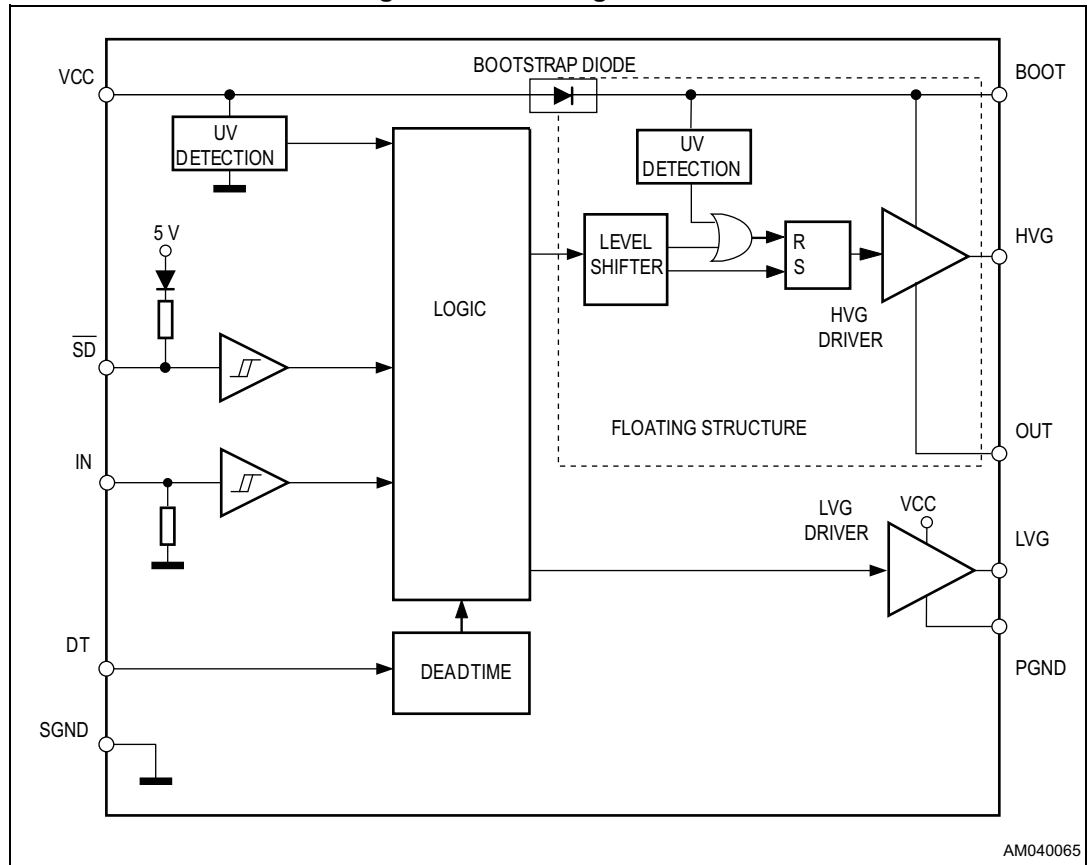 BOOTSTRAP DIODE
VCC
BOOT
UV
DETECTION
UV
DETECTION
5 V
LEVEL
SHIFTER
R
S
HVG
LOGIC
HVG
DRIVER
SD
FLOATING STRUCTURE
OUT
IN
LVG
DRIVER
VCC
LVG
DT
DEADTIME
PGND
SGND
AM040065